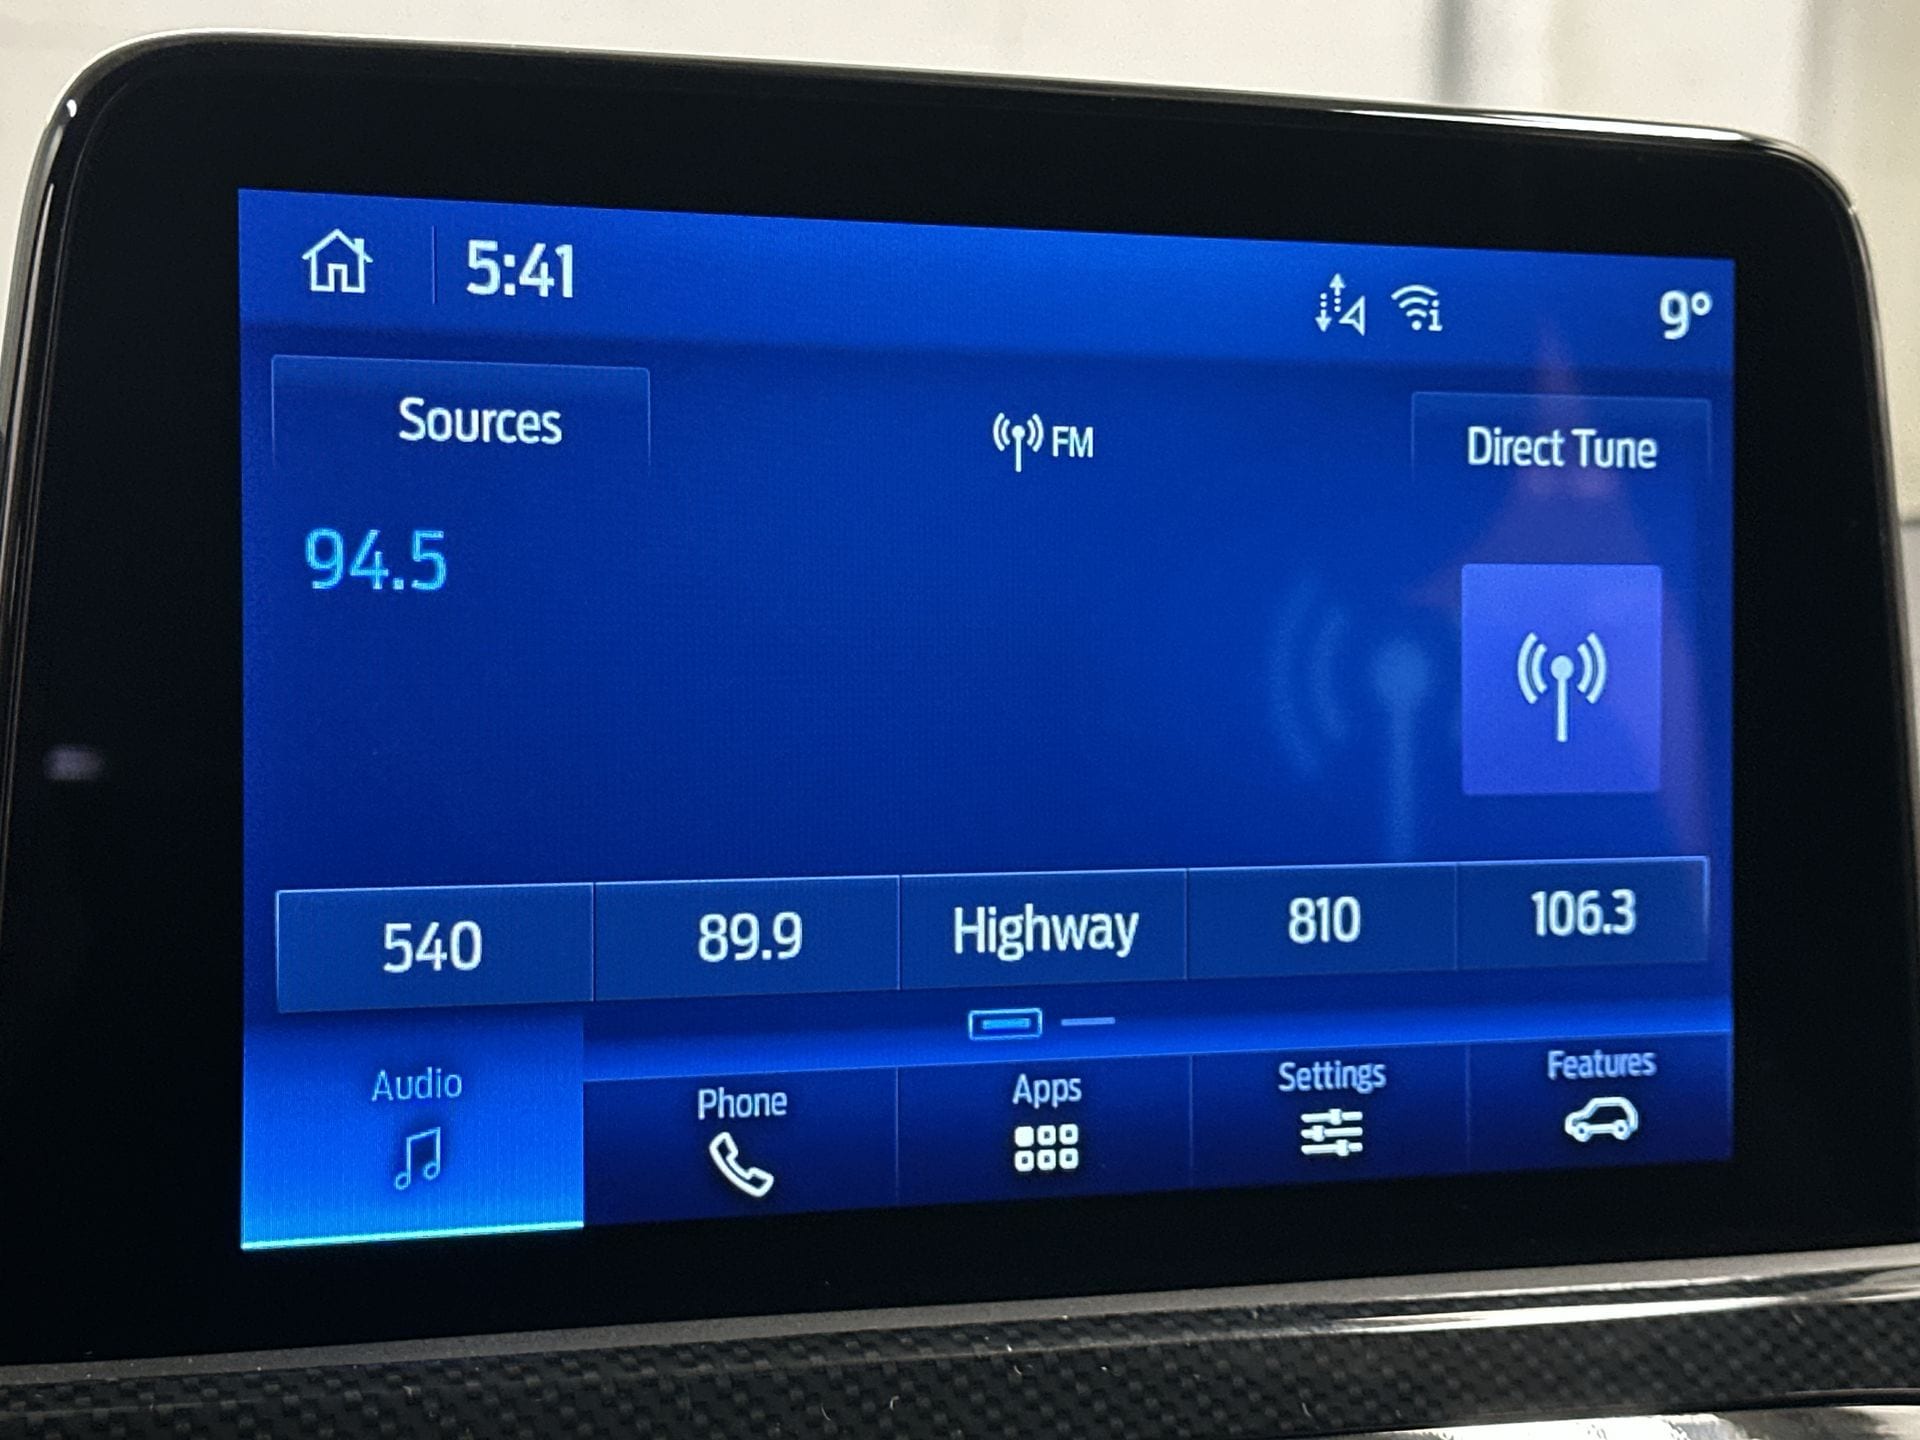 5:41
9°
Sources
FM
Direct Tune
94.5
540
89.9
Highway
810
106.3
Audio
Phone
Apps
Settings
Features